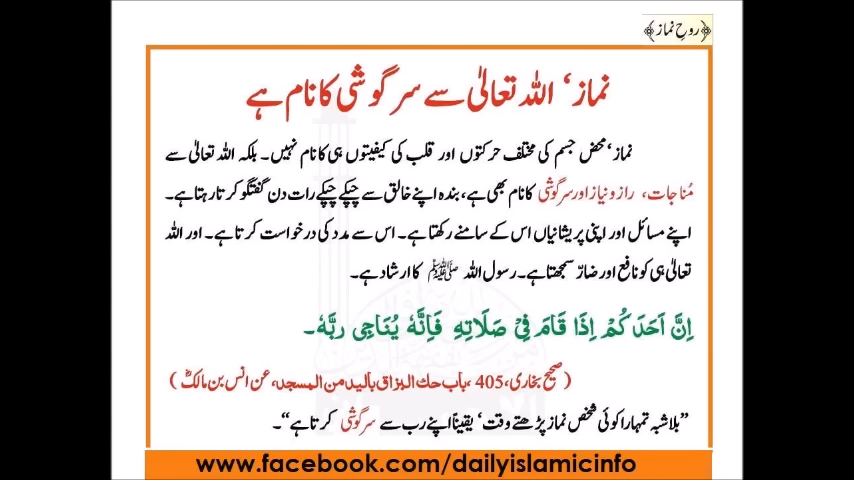 ﴿روحِ نماز﴾
نماز، اللہ تعالیٰ سے سرگوشی کا نام ہے
نماز، محض جسم کی مختلف حرکتوں اور قلب کی کیفیتوں ہی کا نام نہیں۔ بلکہ اللہ تعالیٰ سے
مُناجات، راز و نیاز اور سرگوشی کا نام بھی ہے، بندہ اپنے خالق سے چپکے چپکے رات دن گفتگو کرتا رہتا ہے۔
اپنے مسائل اور اپنی پریشانیاں اس کے سامنے رکھتا ہے۔ اس سے مدد کی درخواست کرتا ہے۔ اور اللہ
تعالیٰ ہی کو نافع اور ضارّ سمجھتا ہے۔ رسول اللہ ﷺ کا ارشاد ہے۔
اِنَّ اَحَدَكُمْ اِذَا قَامَ فِيْ صَلَاتِهِ فَاِنَّهٗ يُنَاجِي رَبَّهٗ۔
(صحیح بخاری، 405، باب حك البزاق باليد من المسجد، عن انس بن مالکؓ)
”بلاشبہ تمہارا کوئی شخص نماز پڑھتے وقت، یقیناً اپنے رب سے سرگوشی کرتا ہے“۔
www.facebook.com/dailyislamicinfo